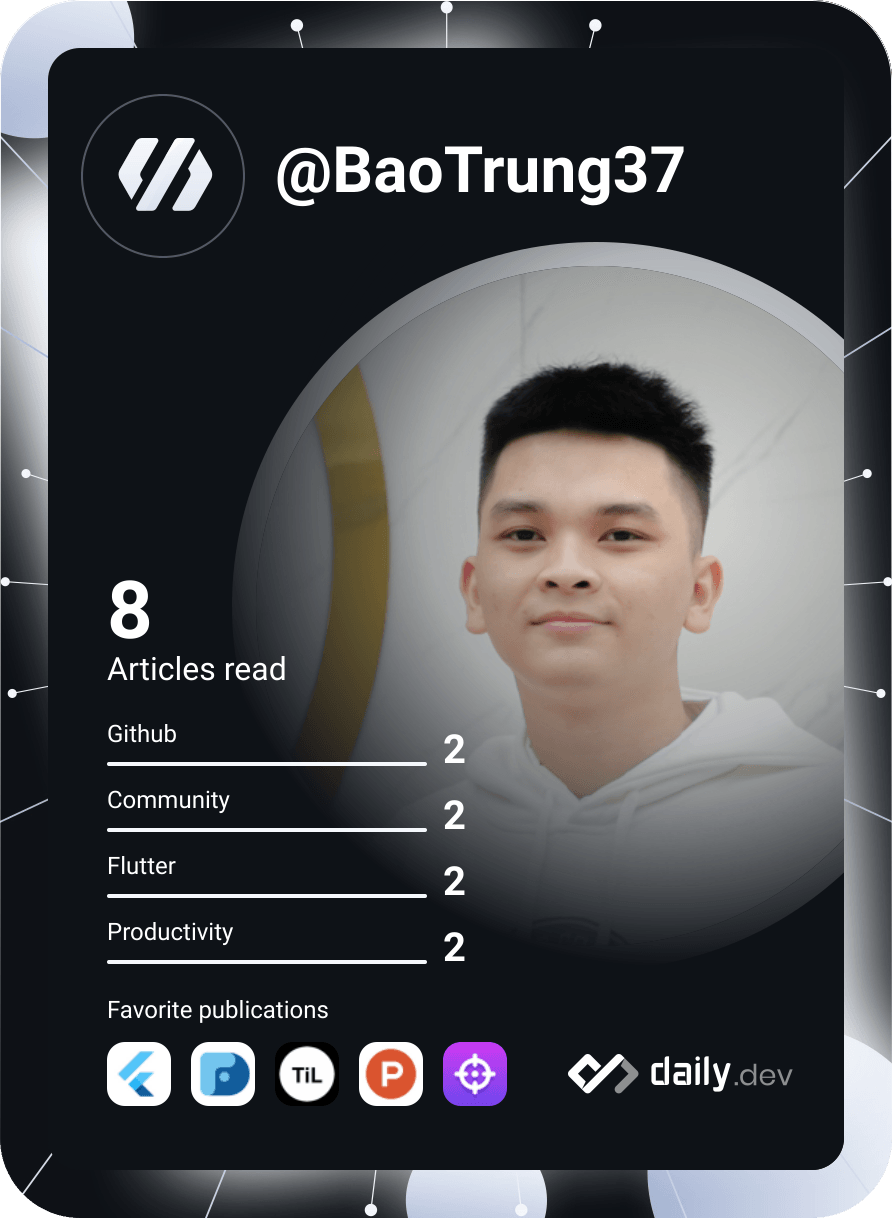 @BaoTrung37
8
Articles read
Github 2
Community 2
Flutter 2
Productivity 2
Favorite publications
TiL
P
daily.dev